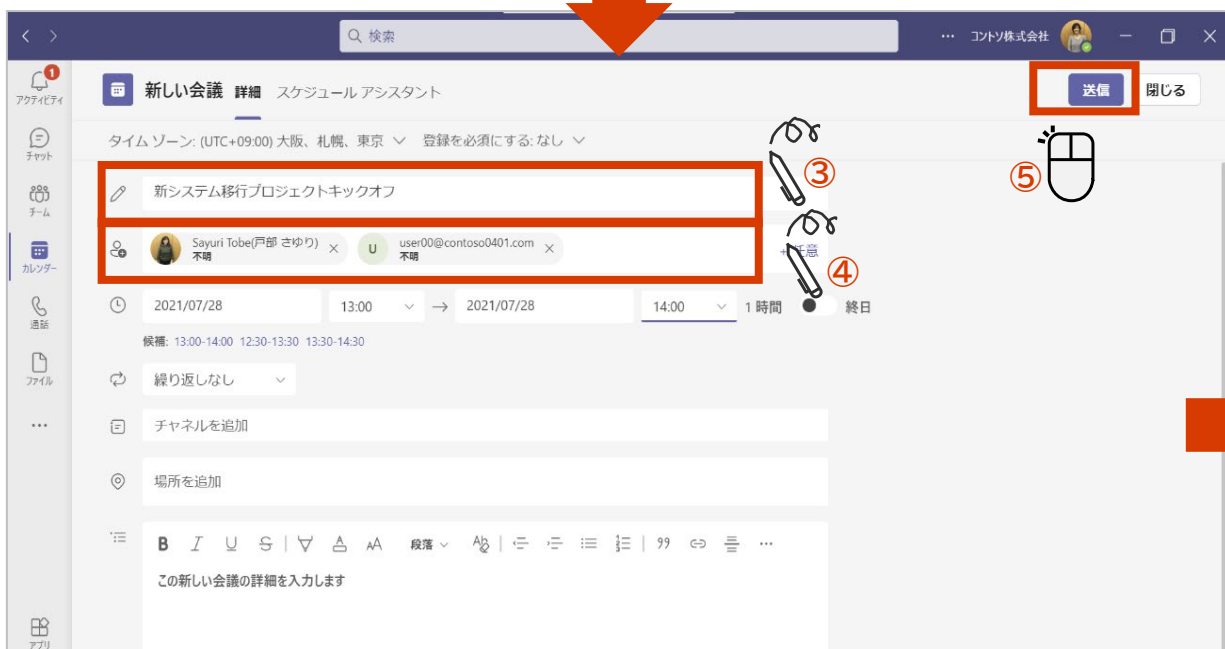 検索
… コントソ株式会社
1
アクティビティ
新しい会議 詳細 スケジュール アシスタント
送信 閉じる
チャット
タイム ゾーン: (UTC+09:00) 大阪、札幌、東京 登録を必須にする: なし
③
⑤
チーム
新システム移行プロジェクトキックオフ
カレンダー
Sayuri Tobe(戸部 さゆり) ×
不明
U user00@contoso0401.com ×
不明
任意
④
通話
2021/07/28 13:00 → 2021/07/28 14:00 1 時間 終日
候補: 13:00-14:00 12:30-13:30 13:30-14:30
ファイル
繰り返しなし
…
チャネルを追加
場所を追加
B I U S A AA 段落 Ab …
この新しい会議の詳細を入力します
アプリ